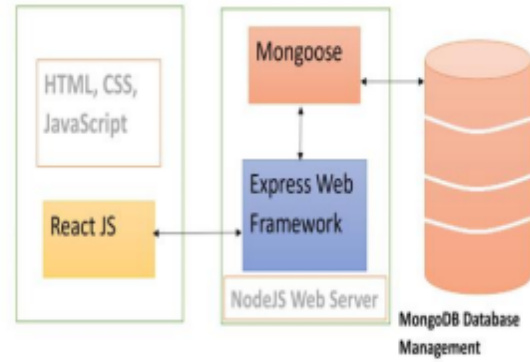 HTML, CSS,
JavaScript
React JS
Mongoose
Express Web
Framework
NodeJS Web Server
MongoDB Database
Management